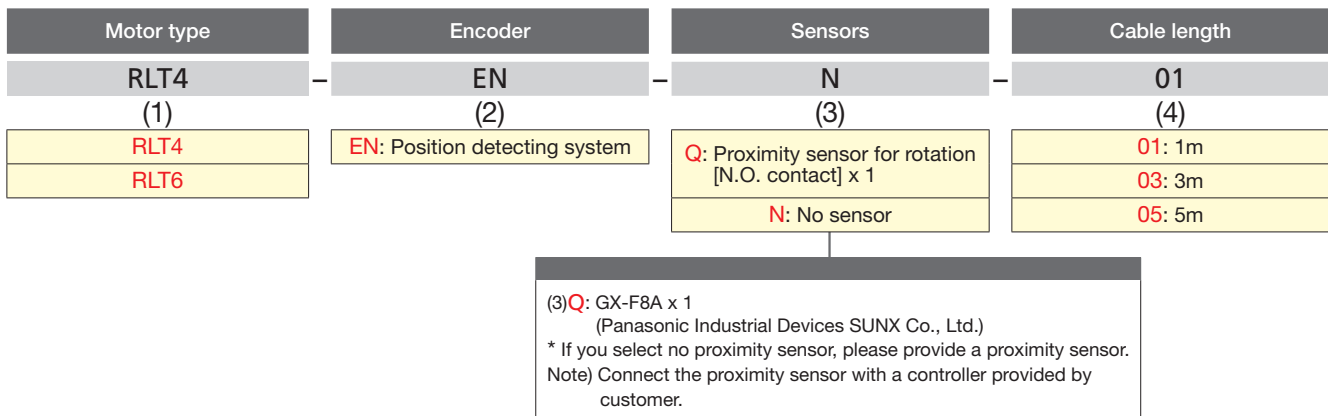 Motor type
Encoder
Sensors
Cable length
RLT4 – EN – N – 01
(1)
(2)
(3)
(4)
RLT4
RLT6
EN: Position detecting system
Q: Proximity sensor for rotation
[N.O. contact] x 1
N: No sensor
01: 1m
03: 3m
05: 5m
(3)Q: GX-F8A x 1
(Panasonic Industrial Devices SUNX Co., Ltd.)
* If you select no proximity sensor, please provide a proximity sensor.
Note) Connect the proximity sensor with a controller provided by
customer.